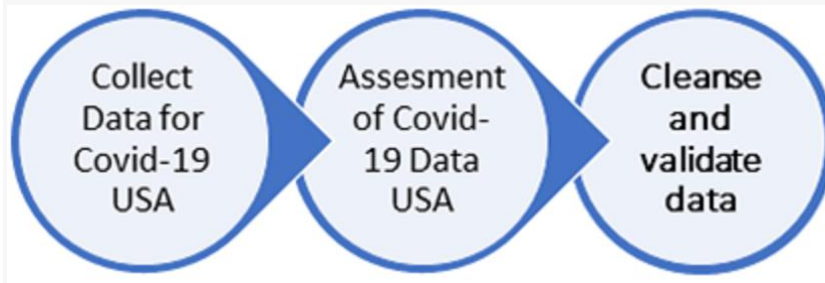 Collect
Data for
Covid-19
USA
Assesment
of Covid-
19 Data
USA
Cleanse
and
validate
data